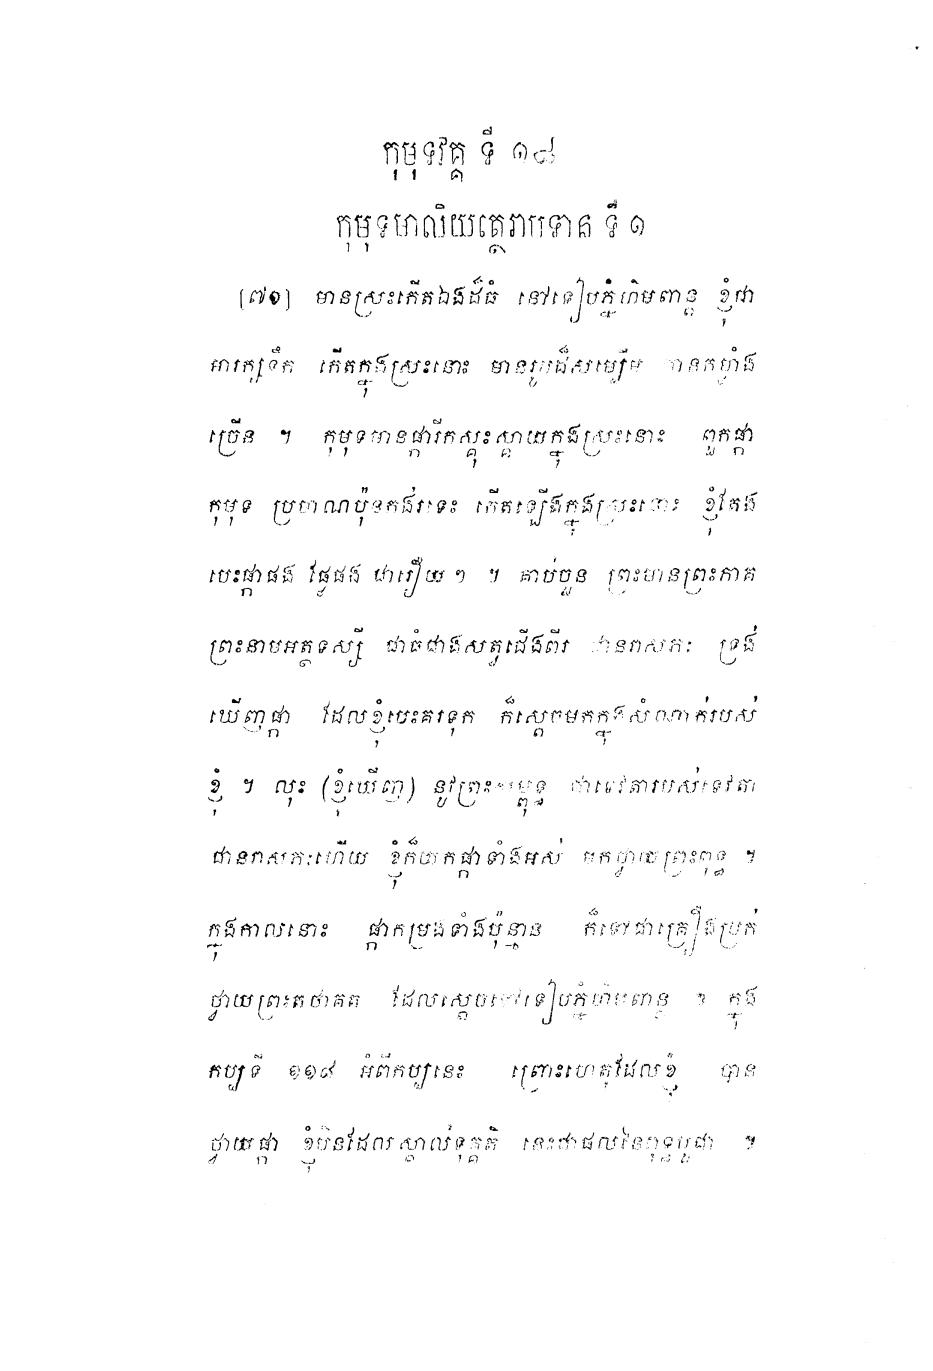 កុមុទវគ្គ ទី ១៨
កុមុទមាលិយត្ថេរាបទាន ទី ១
[៧១] មានស្រះកើតឯងដ៏ធំ នៅទៀបភ្នំហិមពាន្ត ខ្ញុំជា
អារក្សទឹក កើតក្នុងស្រះនោះ មានរូបដ៏សម្បើម មានកម្លាំង
ច្រើន ។ កុមុទមានផ្ការីកស្គុះស្គាយក្នុងស្រះនោះ ពួកផ្កា
កុមុទ ប្រមាណប៉ុនកង់រទេះ កើតឡើងក្នុងស្រះនោះ ខ្ញុំតែង
បេះផ្កាផង ផ្លែផង ជារឿយ ៗ ។ គាប់ជួន ព្រះមានព្រះភាគ
ព្រះនាមអត្ថទស្សី ជាធំជាងសត្វជើងពីរ ជានរាសភៈ ទ្រង់
ឃើញផ្កា ដែលខ្ញុំបេះគរទុក ក៏ស្តេចមកក្នុងសំណាក់របស់
ខ្ញុំ ។ លុះ (ខ្ញុំឃើញ) នូវព្រះសម្ពុទ្ធ ជាទេវតារបស់ទេវតា
ជានរាសភៈហើយ ខ្ញុំក៏យកផ្កាទាំងអស់ មកថ្វាយព្រះពុទ្ធ ។
ក្នុងកាលនោះ ផ្កាកម្រងទាំងប៉ុន្មាន ក៏ទៅជាគ្រឿងប្រក់
ថ្វាយព្រះតថាគត ដែលស្តេចទៅទៀបភ្នំហិមពាន្ត ។ ក្នុង
កប្បទី ១១៨ អំពីកប្បនេះ ព្រោះហេតុដែលខ្ញុំ បាន
ថ្វាយផ្កា ខ្ញុំមិនដែលស្គាល់ទុគ្គតិ នេះជាផលនៃពុទ្ធបូជា ។